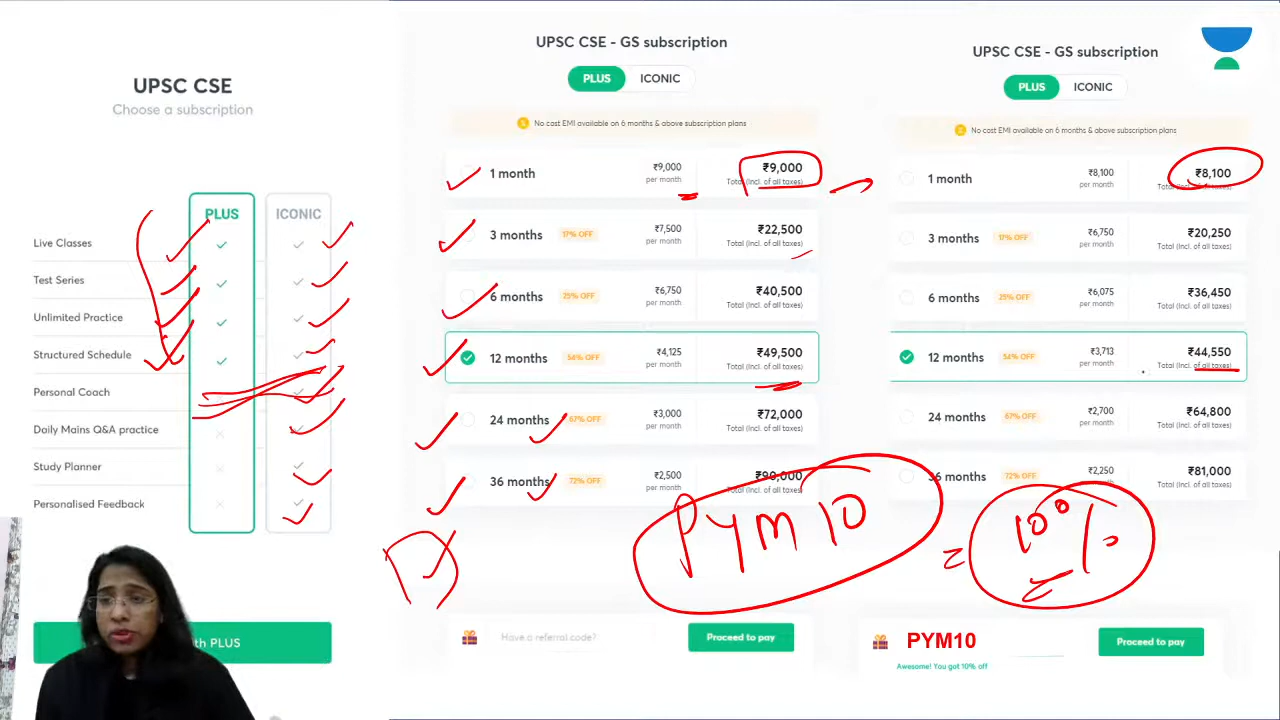 UPSC CSE
Choose a subscription
PLUS ICONIC
Live Classes
Test Series
Unlimited Practice
Structured Schedule
Personal Coach
Daily Mains Q&A practice
Study Planner
Personalised Feedback
with PLUS
UPSC CSE - GS subscription
PLUS ICONIC
No cost EMI available on 6 months & above subscription plans
1 month ₹9,000 per month ₹9,000
Total (Incl. of all taxes)
3 months 17% OFF ₹7,500 per month ₹22,500
Total (Incl. of all taxes)
6 months 25% OFF ₹6,750 per month ₹40,500
Total (Incl. of all taxes)
12 months 54% OFF ₹4,125 per month ₹49,500
Total (Incl. of all taxes)
24 months 67% OFF ₹3,000 per month ₹72,000
Total (Incl. of all taxes)
36 months 72% OFF ₹2,500 per month ₹90,000
Total (Incl. of all taxes)
PYM10
Have a referral code?
Proceed to pay
UPSC CSE - GS subscription
PLUS ICONIC
No cost EMI available on 6 months & above subscription plans
1 month ₹8,100 per month ₹8,100
Total (Incl. of all taxes)
3 months 17% OFF ₹6,750 per month ₹20,250
Total (Incl. of all taxes)
6 months 25% OFF ₹6,075 per month ₹36,450
Total (Incl. of all taxes)
12 months 54% OFF ₹3,713 per month ₹44,550
Total (Incl. of all taxes)
24 months 67% OFF ₹2,700 per month ₹64,800
Total (Incl. of all taxes)
36 months 72% OFF ₹2,250 per month ₹81,000
Total (Incl. of all taxes)
= 10%
PYM10
Awesome! You got 10% off
Proceed to pay